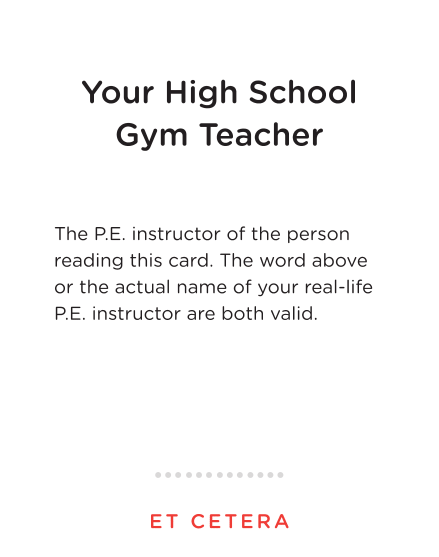 Your High School
Gym Teacher
The P.E. instructor of the person
reading this card. The word above
or the actual name of your real-life
P.E. instructor are both valid.
ET CETERA